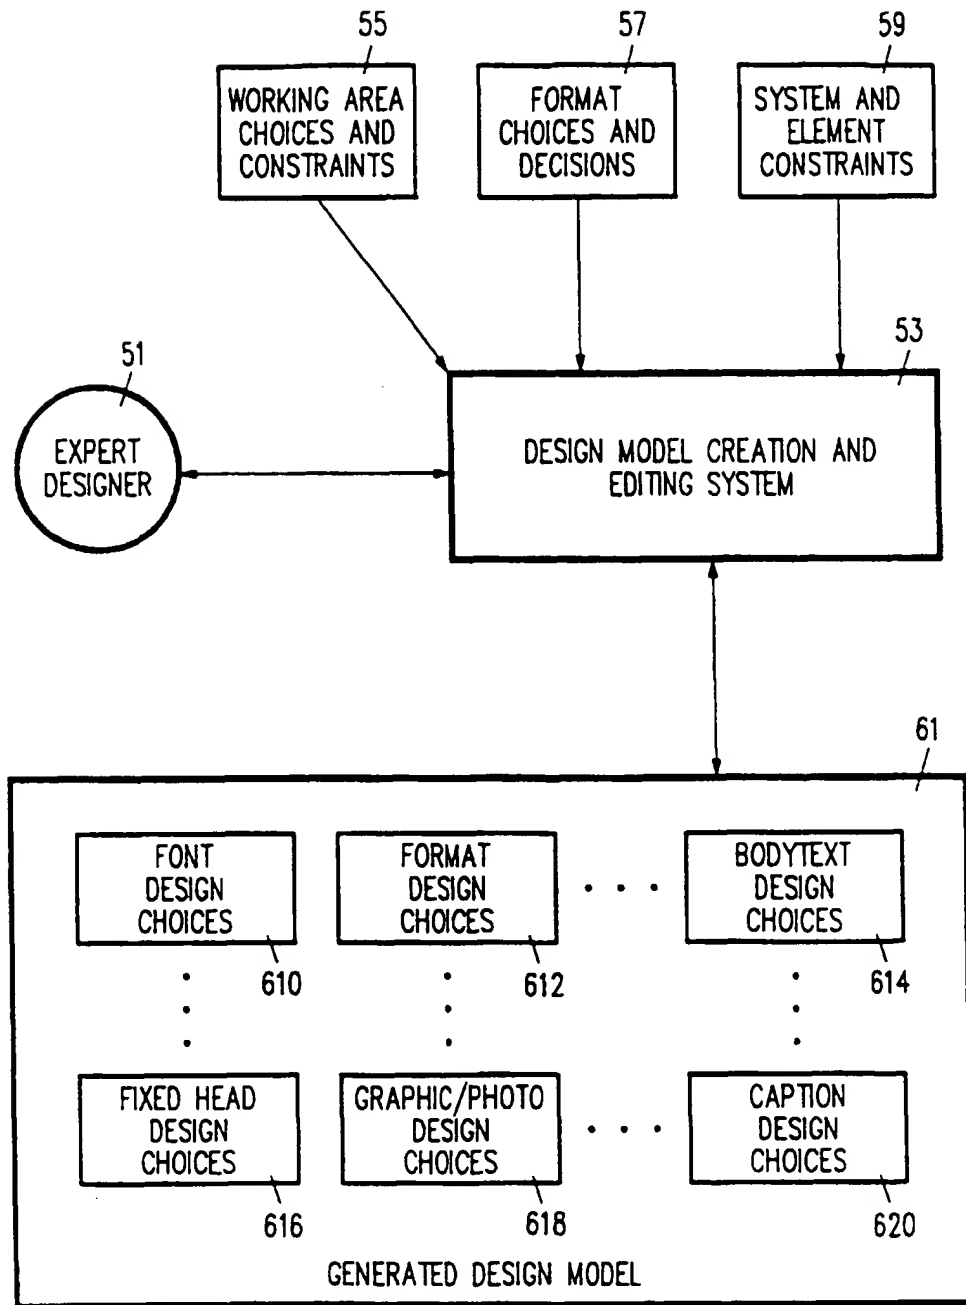 55
57
59
WORKING AREA
CHOICES AND
CONSTRAINTS
FORMAT
CHOICES AND
DECISIONS
SYSTEM AND
ELEMENT
CONSTRAINTS
51
53
EXPERT
DESIGNER
DESIGN MODEL CREATION AND
EDITING SYSTEM
61
FONT
DESIGN
CHOICES
610
FORMAT
DESIGN
CHOICES
612
BODYTEXT
DESIGN
CHOICES
614
FIXED HEAD
DESIGN
CHOICES
616
GRAPHIC/PHOTO
DESIGN
CHOICES
618
CAPTION
DESIGN
CHOICES
620
GENERATED DESIGN MODEL